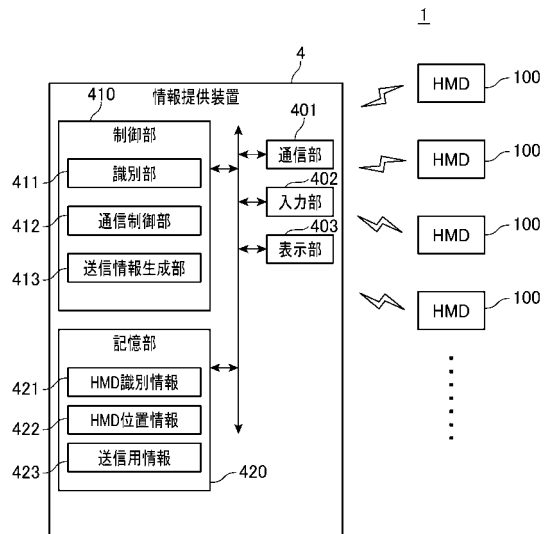 1
4
情報提供装置
410
制御部
411
識別部
412
通信制御部
413
送信情報生成部
401
通信部
402
入力部
403
表示部
記憶部
421
HMD識別情報
422
HMD位置情報
423
送信用情報
420
HMD
100
HMD
100
HMD
100
HMD
100